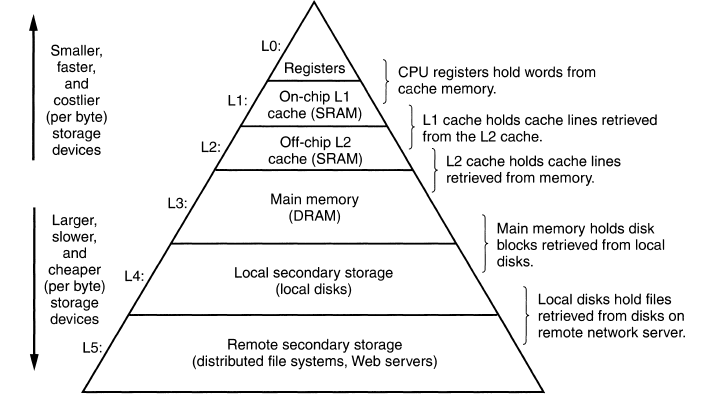 L0:
Registers
CPU registers hold words from
cache memory.
Smaller,
faster,
and
costlier
(per byte)
storage
devices
L1:
On-chip L1
cache (SRAM)
L1 cache holds cache lines retrieved
from the L2 cache.
L2:
Off-chip L2
cache (SRAM)
L2 cache holds cache lines
retrieved from memory.
L3:
Main memory
(DRAM)
Main memory holds disk
blocks retrieved from local
disks.
Larger,
slower,
and
cheaper
(per byte)
storage
devices
L4:
Local secondary storage
(local disks)
Local disks hold files
retrieved from disks on
remote network server.
L5:
Remote secondary storage
(distributed file systems, Web servers)